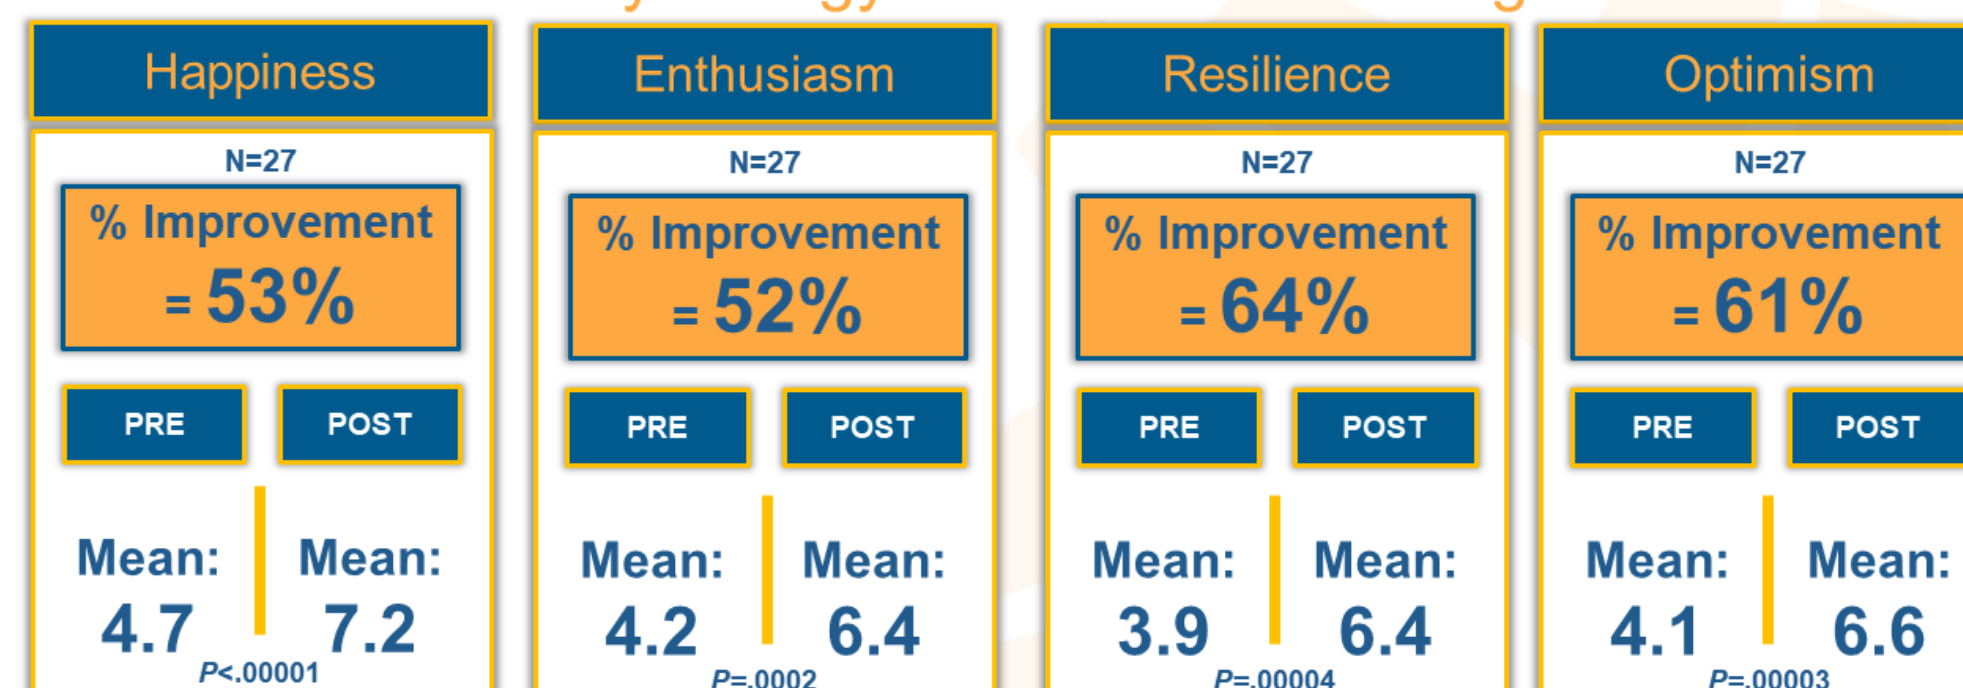 Happiness
N=27
% Improvement
= 53%
PRE POST
Mean: Mean:
4.7 7.2
P<.00001
Enthusiasm
N=27
% Improvement
= 52%
PRE POST
Mean: Mean:
4.2 6.4
P=.0002
Resilience
N=27
% Improvement
= 64%
PRE POST
Mean: Mean:
3.9 6.4
P=.00004
Optimism
N=27
% Improvement
= 61%
PRE POST
Mean: Mean:
4.1 6.6
P=.00003